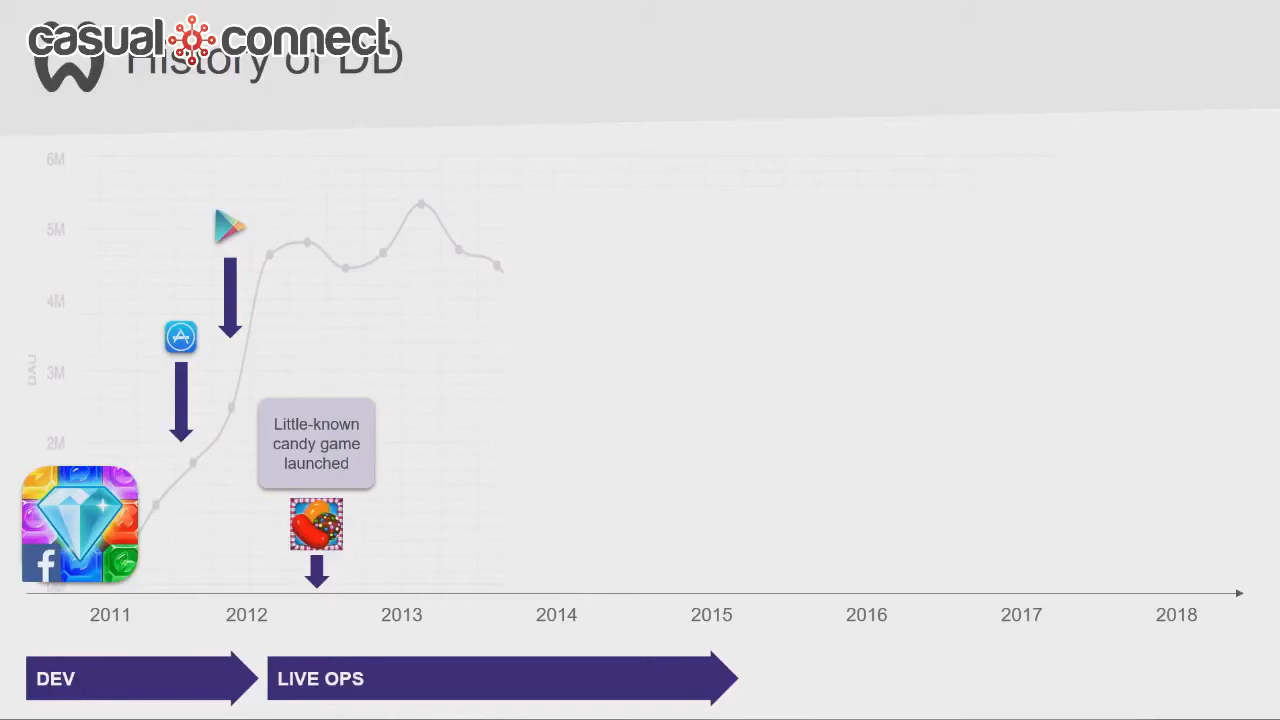 casual connect
History of DD
6M
5M
4M
3M
DAU
2M
Little-known
candy game
launched
f
2011 2012 2013 2014 2015 2016 2017 2018
DEV
LIVE OPS